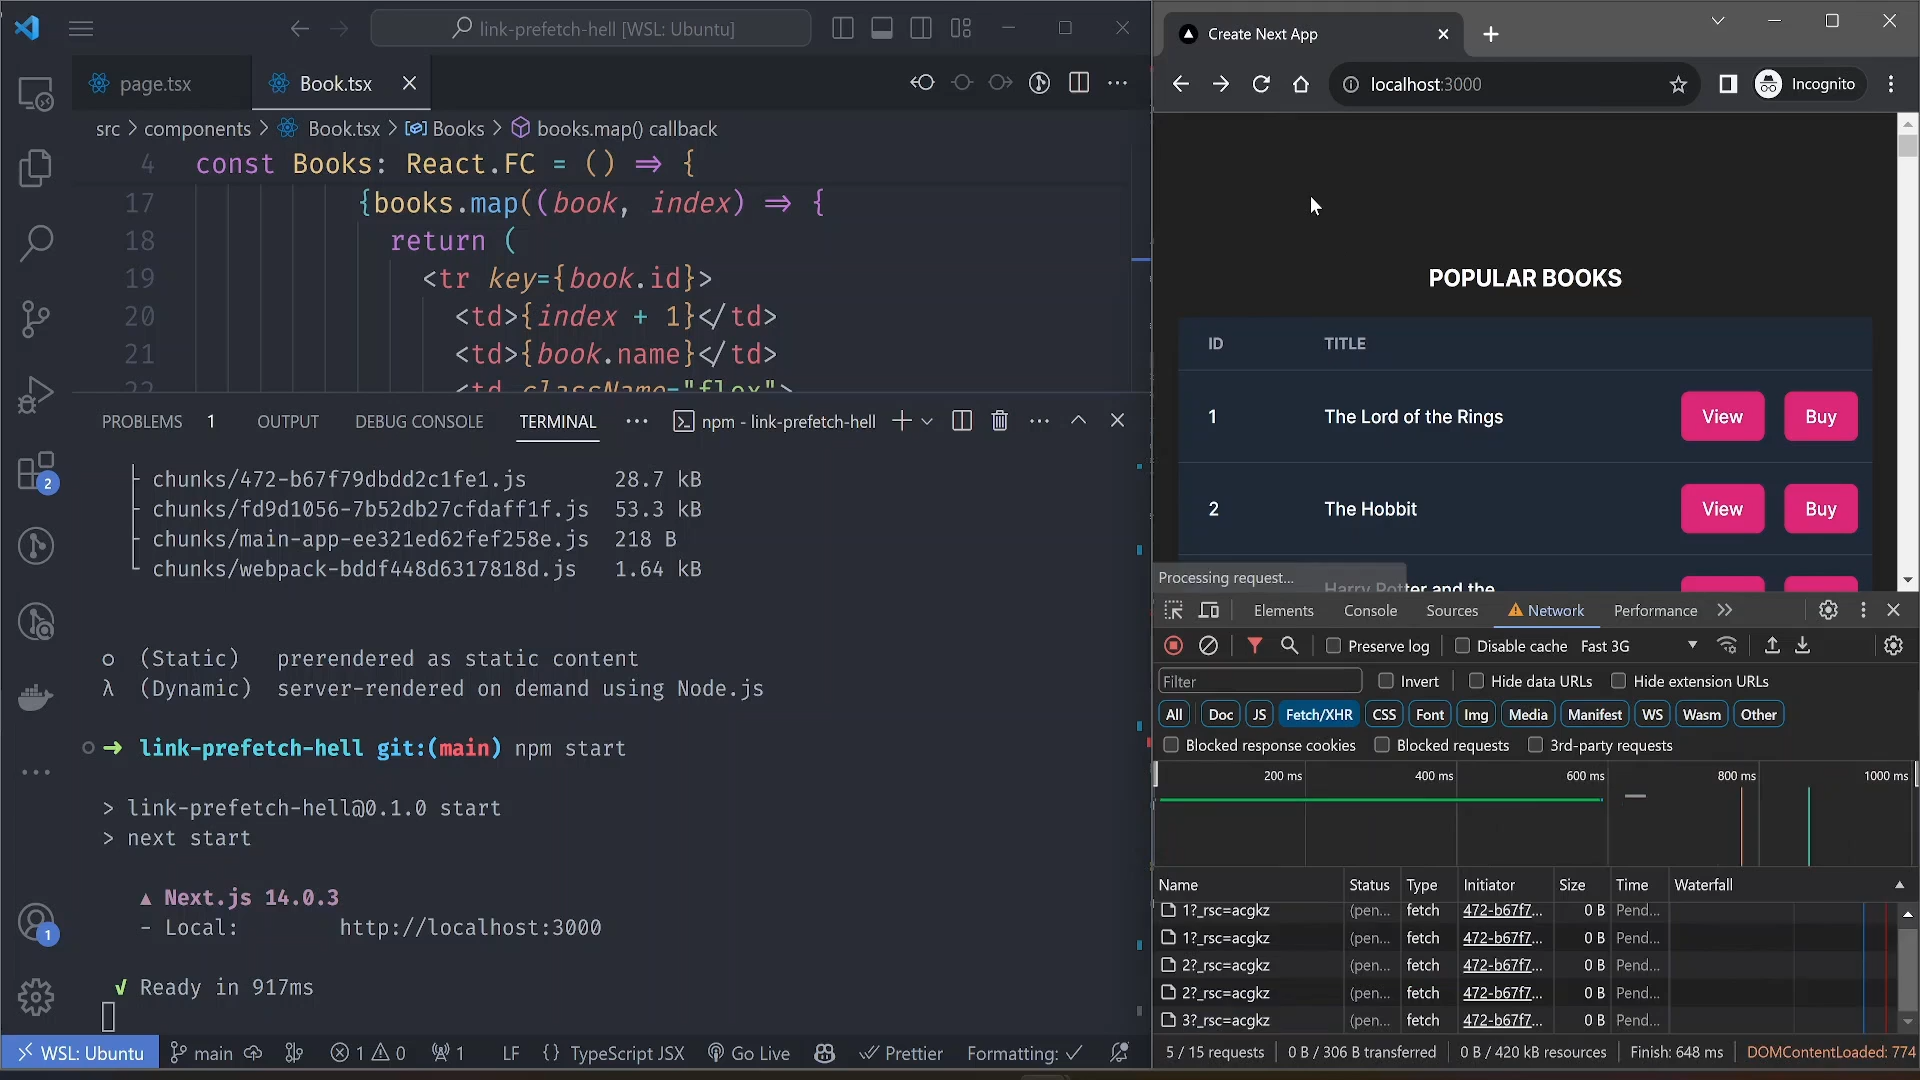 link-prefetch-hell [WSL: Ubuntu]
page.tsx
Book.tsx
src > components > Book.tsx > Books > books.map() callback
4 const Books: React.FC = () => {
17 {books.map((book, index) => {
18 return (
19 <tr key={book.id}>
20 <td>{index + 1}</td>
21 <td>{book.name}</td>
22 <td className="flex">
PROBLEMS 1 OUTPUT DEBUG CONSOLE TERMINAL ··· npm - link-prefetch-hell
├ chunks/472-b67f79dbdd2c1fe1.js 28.7 kB
├ chunks/fd9d1056-7b52db27cfdaff1f.js 53.3 kB
├ chunks/main-app-ee321ed62fef258e.js 218 B
└ chunks/webpack-bddf448d6317818d.js 1.64 kB
○ (Static) prerendered as static content
λ (Dynamic) server-rendered on demand using Node.js
➜ link-prefetch-hell git:(main) npm start
> link-prefetch-hell@0.1.0 start
> next start
▲ Next.js 14.0.3
- Local: http://localhost:3000
√ Ready in 917ms
2
1
WSL: Ubuntu main 1 0 1 LF {} TypeScript JSX Go Live Prettier Formatting: ✓
Create Next App
localhost:3000
Incognito
POPULAR BOOKS
ID TITLE
1 The Lord of the Rings View Buy
2 The Hobbit View Buy
Harry Potter and the
Processing request...
Elements Console Sources Network Performance
Preserve log Disable cache Fast 3G
Filter Invert Hide data URLs Hide extension URLs
All Doc JS Fetch/XHR CSS Font Img Media Manifest WS Wasm Other
Blocked response cookies Blocked requests 3rd-party requests
200 ms 400 ms 600 ms 800 ms 1000 ms
Name Status Type Initiator Size Time Waterfall
1?_rsc=acgkz (pen... fetch 472-b67f7... 0 B Pend...
1?_rsc=acgkz (pen... fetch 472-b67f7... 0 B Pend...
2?_rsc=acgkz (pen... fetch 472-b67f7... 0 B Pend...
2?_rsc=acgkz (pen... fetch 472-b67f7... 0 B Pend...
3?_rsc=acgkz (pen... fetch 472-b67f7... 0 B Pend...
5 / 15 requests 0 B / 306 B transferred 0 B / 420 kB resources Finish: 648 ms DOMContentLoaded: 774